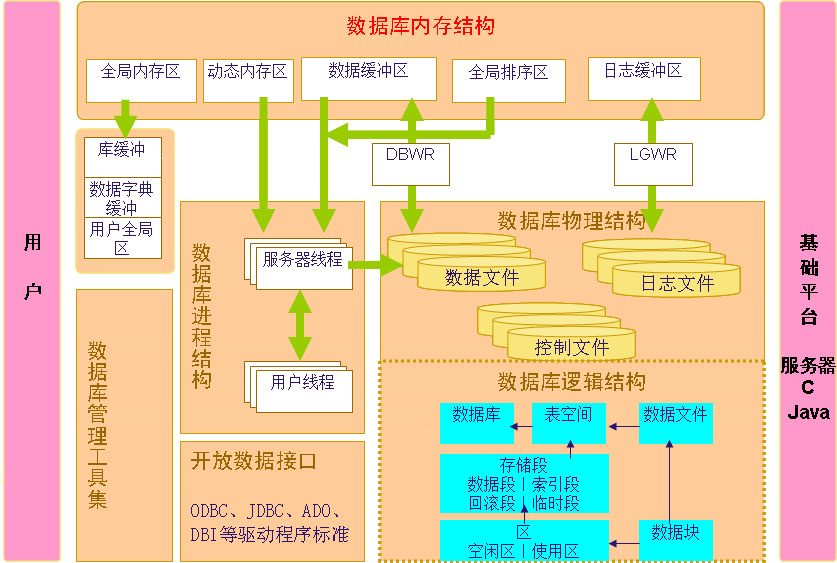 数据库内存结构
全局内存区
动态内存区
数据缓冲区
全局排序区
日志缓冲区
库缓冲
数据字典
缓冲
用户全局
区
DBWR
LGWR
用
户
数据库进程结构
服务器线程
用户线程
数据库物理结构
数据文件
日志文件
控制文件
数据库管理工具集
开放数据接口
ODBC、JDBC、ADO、
DBI等驱动程序标准
数据库逻辑结构
数据库
表空间
数据文件
存储段
数据段|索引段
回滚段|临时段
区
空闲区|使用区
数据块
基
础
平
台
服务器
C
Java